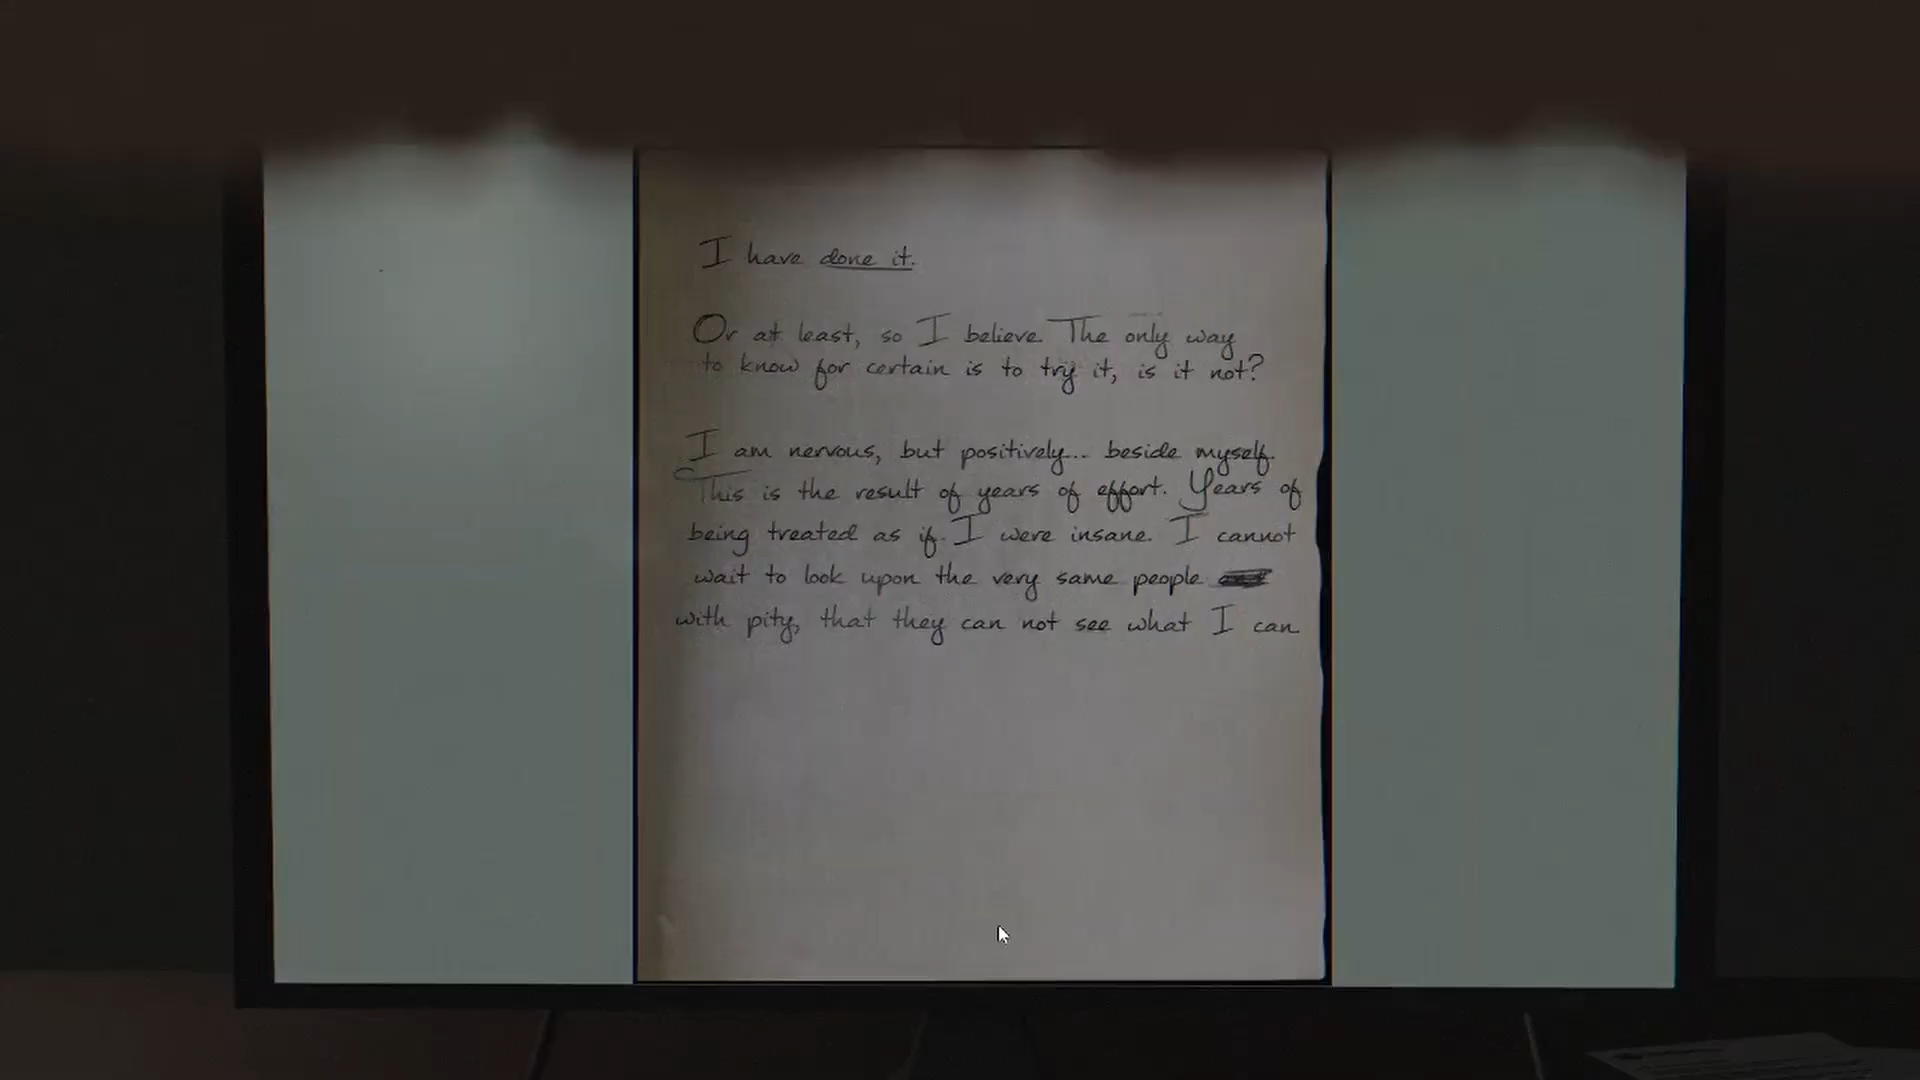 I have done it.
Or at least, so I believe. The only way
to know for certain is to try it, is it not?
I am nervous, but positively... beside myself.
This is the result of years of effort. Years of
being treated as if I were insane. I cannot
wait to look upon the very same people
with pity, that they can not see what I can